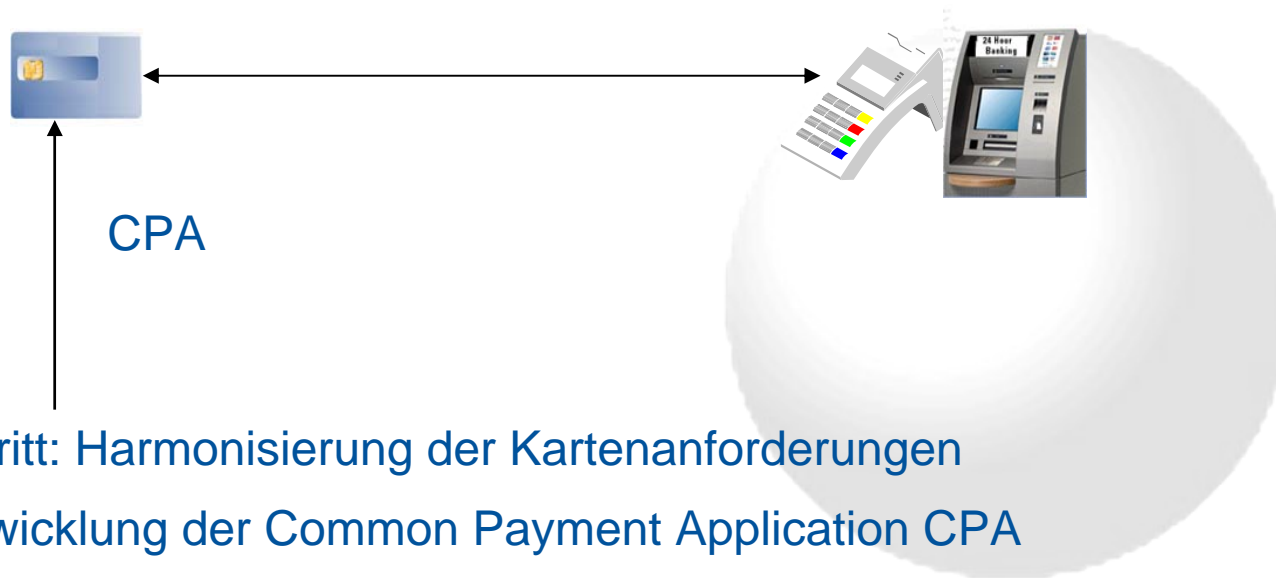 24 Hour
Banking
CPA
ritt: Harmonisierung der Kartenanforderungen
wicklung der Common Payment Application CPA